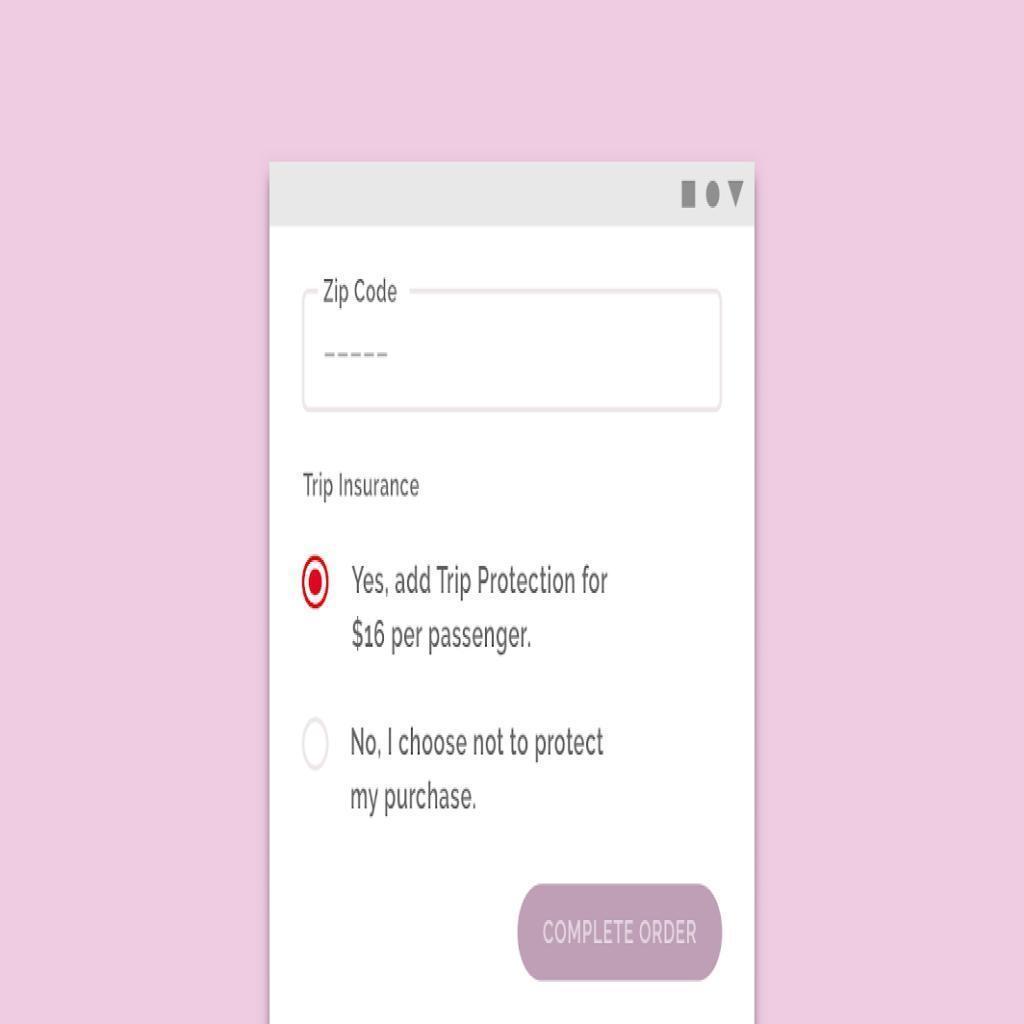 Zip Code
-----
Trip Insurance
Yes, add Trip Protection for
$16 per passenger.
No, I choose not to protect
my purchase.
COMPLETE ORDER